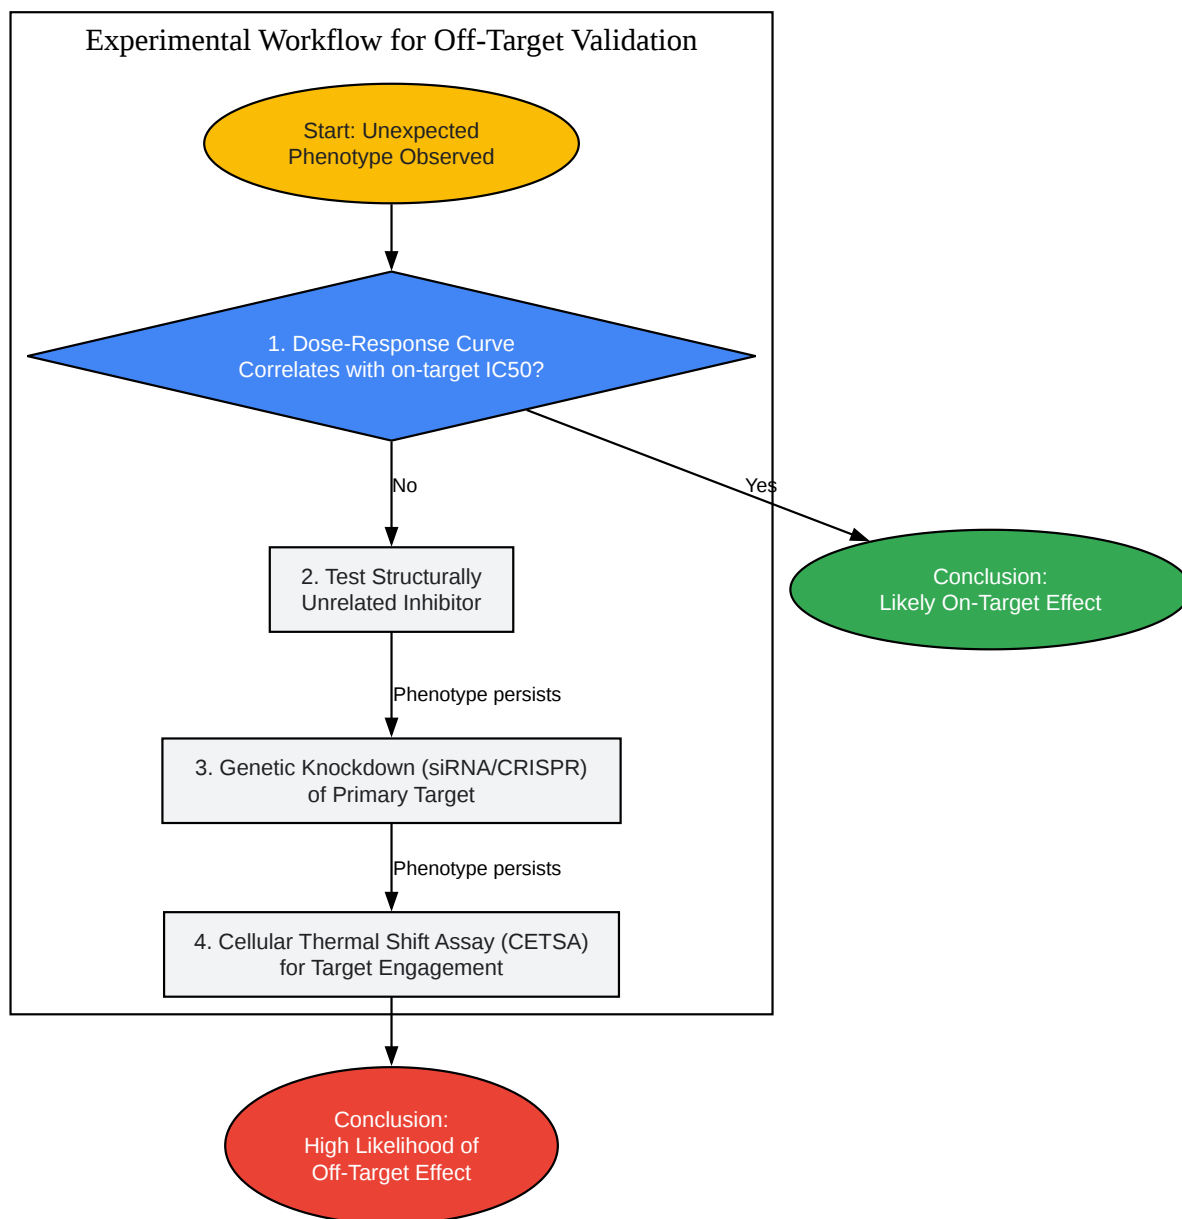 Experimental Workflow for Off-Target Validation
Start: Unexpected
Phenotype Observed
1. Dose-Response Curve
Correlates with on-target IC50?
No
Yes
2. Test Structurally
Unrelated Inhibitor
Conclusion:
Likely On-Target Effect
Phenotype persists
3. Genetic Knockdown (siRNA/CRISPR)
of Primary Target
Phenotype persists
4. Cellular Thermal Shift Assay (CETSA)
for Target Engagement
Conclusion:
High Likelihood of
Off-Target Effect